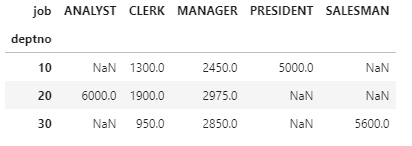 job ANALYST CLERK MANAGER PRESIDENT SALESMAN
deptno
10 NaN 1300.0 2450.0 5000.0 NaN
20 6000.0 1900.0 2975.0 NaN NaN
30 NaN 950.0 2850.0 NaN 5600.0